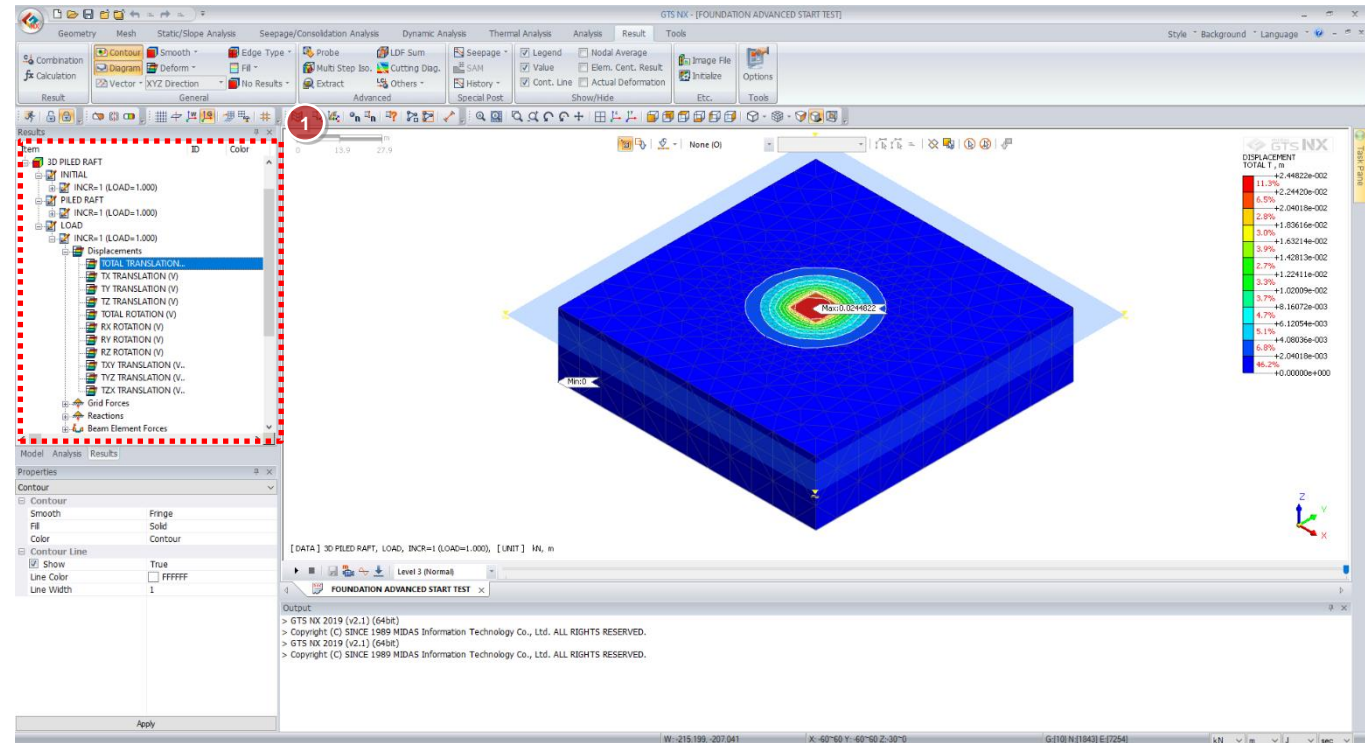 GTS NX - [FOUNDATION ADVANCED START TEST]
Geometry Mesh Static/Slope Analysis Seepage/Consolidation Analysis Dynamic Analysis Thermal Analysis Analysis Result Tools Style Background Language
Combination Contour Smooth Edge Type Probe LDF Sum Seepage Legend Nodal Average Image File
Calculation Diagram Deform Fill Multi Step Iso. Cutting Diag. SAM Value Elem. Cent. Result Initialize Options
Vector XYZ Direction No Results Extract Others History Cont. Line Actual Deformation
Result General Advanced Special Post Show/Hide Etc. Tools
Results
1
Item ID Color
3D PILED RAFT
INITIAL
INCR=1 (LOAD=1.000)
PILED RAFT
INCR=1 (LOAD=1.000)
LOAD
INCR=1 (LOAD=1.000)
Displacements
TOTAL TRANSLATION...
TX TRANSLATION (V)
TY TRANSLATION (V)
TZ TRANSLATION (V)
TOTAL ROTATION (V)
RX ROTATION (V)
RY ROTATION (V)
RZ ROTATION (V)
TXY TRANSLATION (V..
TYZ TRANSLATION (V..
TZX TRANSLATION (V..
Grid Forces
Reactions
Beam Element Forces
Model Analysis Results
Properties
Contour
Contour
Smooth Fringe
Fill Solid
Color Contour
Contour Line
Show True
Line Color FFFFFF
Line Width 1
Apply
m
0 13.9 27.9
None (0)
Max:0.0244822
Min:0
GTS NX
DISPLACEMENT
TOTAL T , m
+2.44822e-002
11.3%
+2.24420e-002
6.5%
+2.04018e-002
2.8%
+1.83616e-002
3.0%
+1.63214e-002
3.9%
+1.42813e-002
2.7%
+1.22411e-002
3.3%
+1.02009e-002
3.7%
+8.16072e-003
4.7%
+6.12054e-003
5.1%
+4.08036e-003
6.8%
+2.04018e-003
46.2%
+0.00000e+000
Task Pane
Z
Y
X
[DATA] 3D PILED RAFT, LOAD, INCR=1 (LOAD=1.000), [UNIT] kN, m
Level 3 (Normal)
FOUNDATION ADVANCED START TEST
Output
> GTS NX 2019 (v2.1) (64bit)
> Copyright (C) SINCE 1989 MIDAS Information Technology Co., Ltd. ALL RIGHTS RESERVED.
> GTS NX 2019 (v2.1) (64bit)
> Copyright (C) SINCE 1989 MIDAS Information Technology Co., Ltd. ALL RIGHTS RESERVED.
W: -215.199, -207.041 X: -60~60 Y: -60~60 Z:-30~0 G:[10] N:[1843] E:[7254] kN m J sec